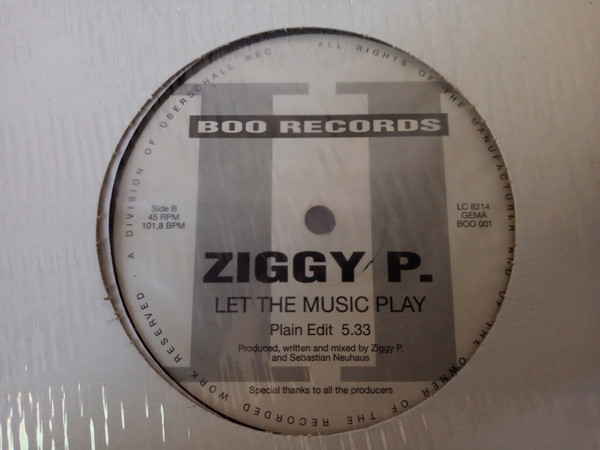 A DIVISION OF ÜBERSCHALL REC. ALL RIGHTS OF THE MANUFACTURER AND OF THE OWNER OF THE RECORDED WORK RESERVED.
BOO RECORDS
Side B
45 RPM
101,8 BPM
LC 8214
GEMA
BOO 001
ZIGGY P.
LET THE MUSIC PLAY
Plain Edit 5.33
Produced, written and mixed by Ziggy P.
and Sebastian Neuhaus
Special thanks to all the producers